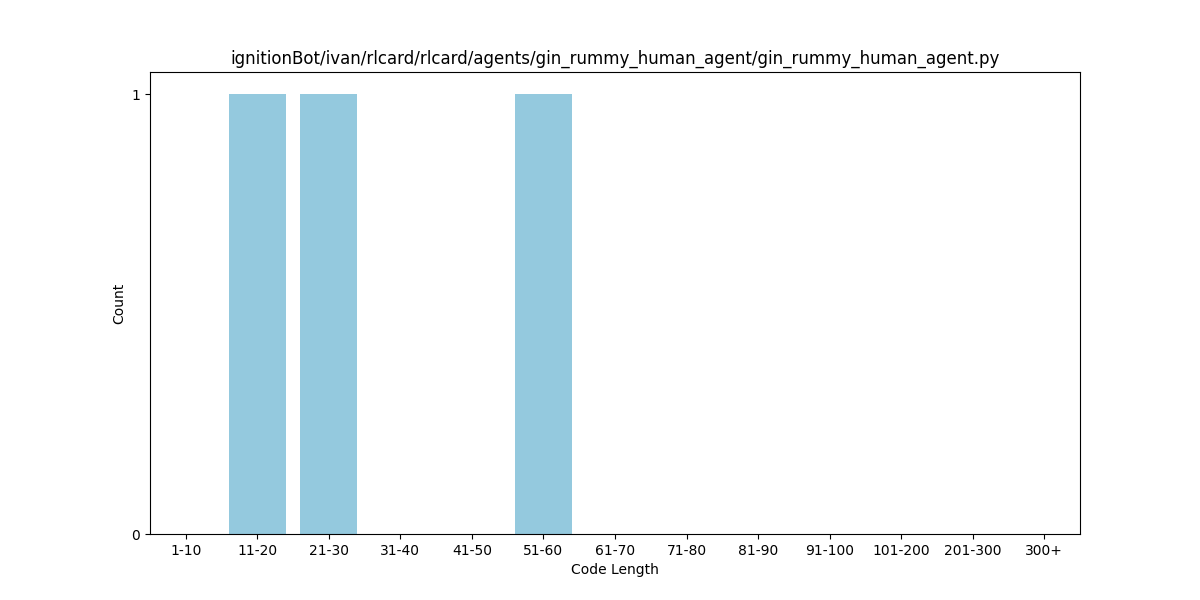 ignitionBot/ivan/rlcard/rlcard/agents/gin_rummy_human_agent/gin_rummy_human_agent.py
1
Count
0
1-10 11-20 21-30 31-40 41-50 51-60 61-70 71-80 81-90 91-100 101-200 201-300 300+
Code Length